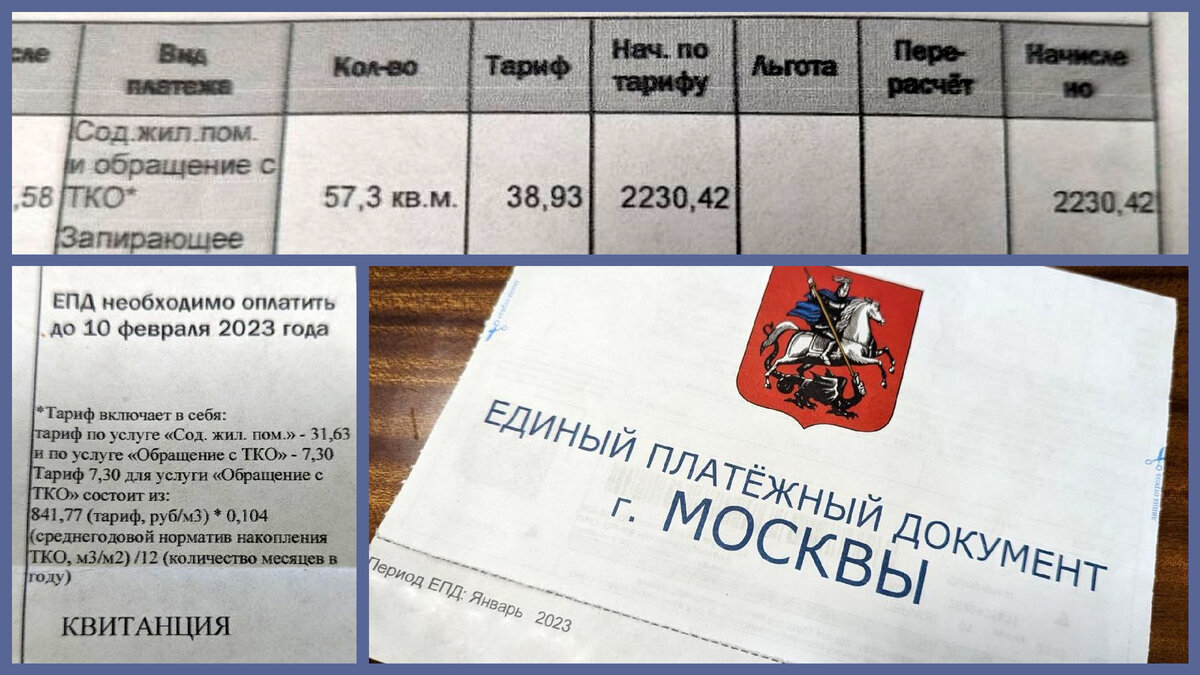 сле Вид платежа Кол-во Тариф Нач. по тарифу Льгота Пере-расчёт Начисле но
,58 Сод.жил.пом. и обращение с ТКО* 57,3 кв.м. 38,93 2230,42 2230,42
Запирающее
ЕПД необходимо оплатить
до 10 февраля 2023 года
*Тариф включает в себя:
тариф по услуге «Сод. жил. пом.» - 31,63
и по услуге «Обращение с ТКО» - 7,30
Тариф 7,30 для услуги «Обращение с
ТКО» состоит из:
841,77 (тариф, руб/м3) * 0,104
(среднегодовой норматив накопления
ТКО, м3/м2) /12 (количество месяцев в
году)
КВИТАНЦИЯ
ЕДИНЫЙ ПЛАТЁЖНЫЙ ДОКУМЕНТ
г. МОСКВЫ
Период ЕПД: Январь 2023
линия отреза